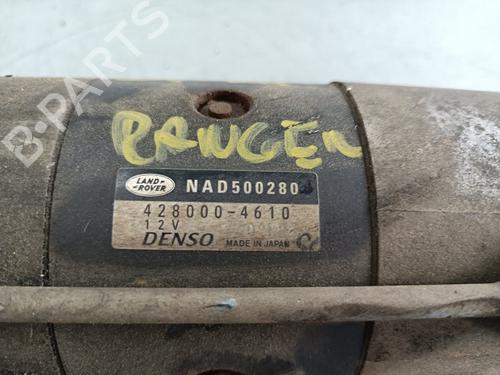 B-PARTS
RANGER
LAND-
ROVER
NAD500280
428000-4610
12V
DENSO MADE IN JAPAN